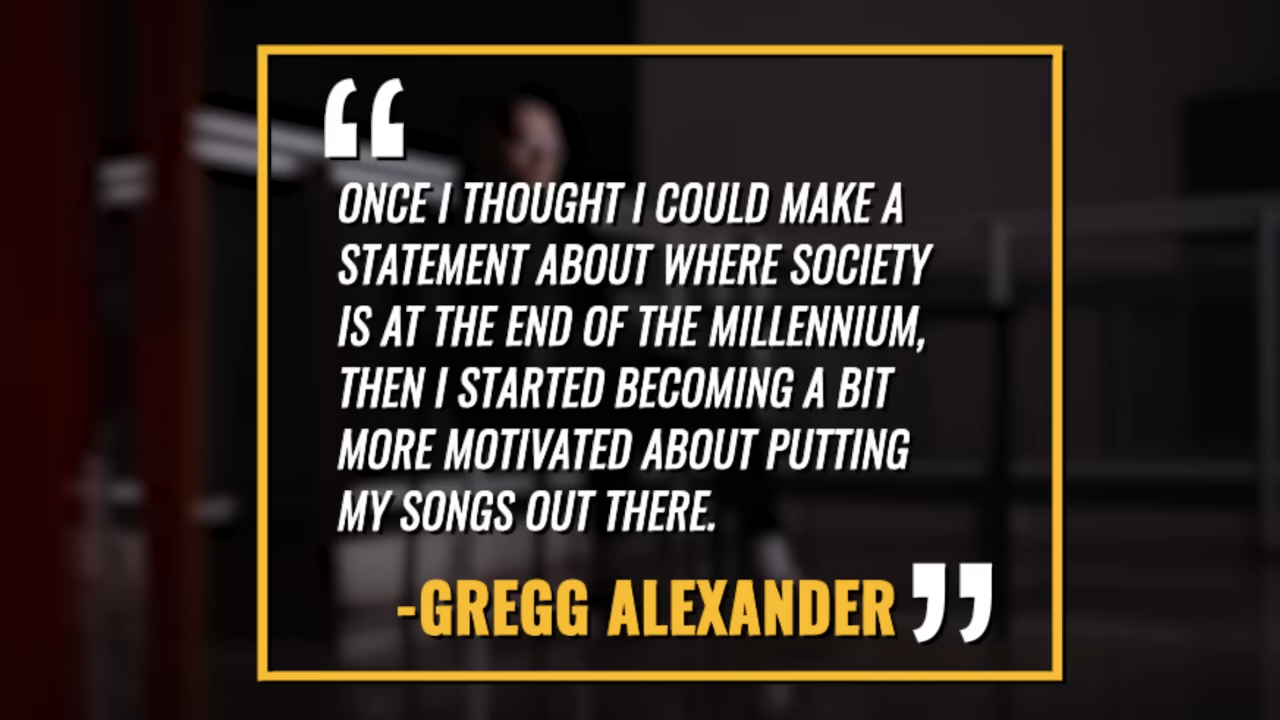 “
ONCE I THOUGHT I COULD MAKE A
STATEMENT ABOUT WHERE SOCIETY
IS AT THE END OF THE MILLENNIUM,
THEN I STARTED BECOMING A BIT
MORE MOTIVATED ABOUT PUTTING
MY SONGS OUT THERE.
-GREGG ALEXANDER ”